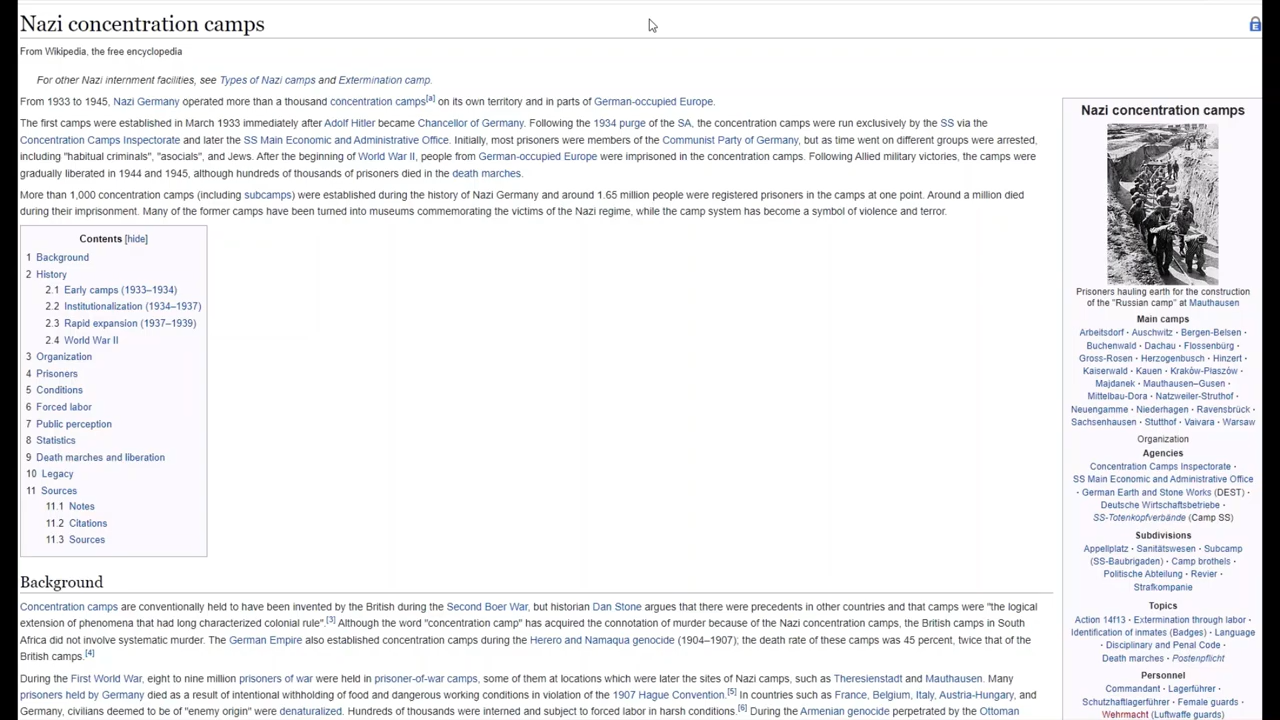 Nazi concentration camps
From Wikipedia, the free encyclopedia
For other Nazi internment facilities, see Types of Nazi camps and Extermination camp.
From 1933 to 1945, Nazi Germany operated more than a thousand concentration camps[a] on its own territory and in parts of German-occupied Europe.
The first camps were established in March 1933 immediately after Adolf Hitler became Chancellor of Germany. Following the 1934 purge of the SA, the concentration camps were run exclusively by the SS via the
Concentration Camps Inspectorate and later the SS Main Economic and Administrative Office. Initially, most prisoners were members of the Communist Party of Germany, but as time went on different groups were arrested,
including "habitual criminals", "asocials", and Jews. After the beginning of World War II, people from German-occupied Europe were imprisoned in the concentration camps. Following Allied military victories, the camps were
gradually liberated in 1944 and 1945, although hundreds of thousands of prisoners died in the death marches.
More than 1,000 concentration camps (including subcamps) were established during the history of Nazi Germany and around 1.65 million people were registered prisoners in the camps at one point. Around a million died
during their imprisonment. Many of the former camps have been turned into museums commemorating the victims of the Nazi regime, while the camp system has become a symbol of violence and terror.
Contents [hide]
1 Background
2 History
2.1 Early camps (1933–1934)
2.2 Institutionalization (1934–1937)
2.3 Rapid expansion (1937–1939)
2.4 World War II
3 Organization
4 Prisoners
5 Conditions
6 Forced labor
7 Public perception
8 Statistics
9 Death marches and liberation
10 Legacy
11 Sources
11.1 Notes
11.2 Citations
11.3 Sources
Background
Concentration camps are conventionally held to have been invented by the British during the Second Boer War, but historian Dan Stone argues that there were precedents in other countries and that camps were "the logical
extension of phenomena that had long characterized colonial rule".[3] Although the word "concentration camp" has acquired the connotation of murder because of the Nazi concentration camps, the British camps in South
Africa did not involve systematic murder. The German Empire also established concentration camps during the Herero and Namaqua genocide (1904–1907); the death rate of these camps was 45 percent, twice that of the
British camps.[4]
During the First World War, eight to nine million prisoners of war were held in prisoner-of-war camps, some of them at locations which were later the sites of Nazi camps, such as Theresienstadt and Mauthausen. Many
prisoners held by Germany died as a result of intentional withholding of food and dangerous working conditions in violation of the 1907 Hague Convention.[5] In countries such as France, Belgium, Italy, Austria-Hungary, and
Germany, civilians deemed to be of "enemy origin" were denaturalized. Hundreds of thousands were interned and subject to forced labor in harsh conditions.[6] During the Armenian genocide perpetrated by the Ottoman
Nazi concentration camps
Prisoners hauling earth for the construction
of the "Russian camp" at Mauthausen
Main camps
Arbeitsdorf · Auschwitz · Bergen-Belsen ·
Buchenwald · Dachau · Flossenbürg ·
Gross-Rosen · Herzogenbusch · Hinzert ·
Kaiserwald · Kauen · Kraków-Płaszów ·
Majdanek · Mauthausen–Gusen ·
Mittelbau-Dora · Natzweiler-Struthof ·
Neuengamme · Niederhagen · Ravensbrück ·
Sachsenhausen · Stutthof · Vaivara · Warsaw
Organization
Agencies
Concentration Camps Inspectorate ·
SS Main Economic and Administrative Office
· German Earth and Stone Works (DEST) ·
Deutsche Wirtschaftsbetriebe ·
SS-Totenkopfverbände (Camp SS)
Subdivisions
Appellplatz · Sanitätswesen · Subcamp
(SS-Baubrigaden) · Camp brothels ·
Politische Abteilung · Revier ·
Strafkompanie
Topics
Action 14f13 · Extermination through labor ·
Identification of inmates (Badges) · Language
· Disciplinary and Penal Code ·
Death marches · Postenpflicht
Personnel
Commandant · Lagerführer ·
Schutzhaftlagerführer · Female guards ·
Wehrmacht (Luftwaffe guards)